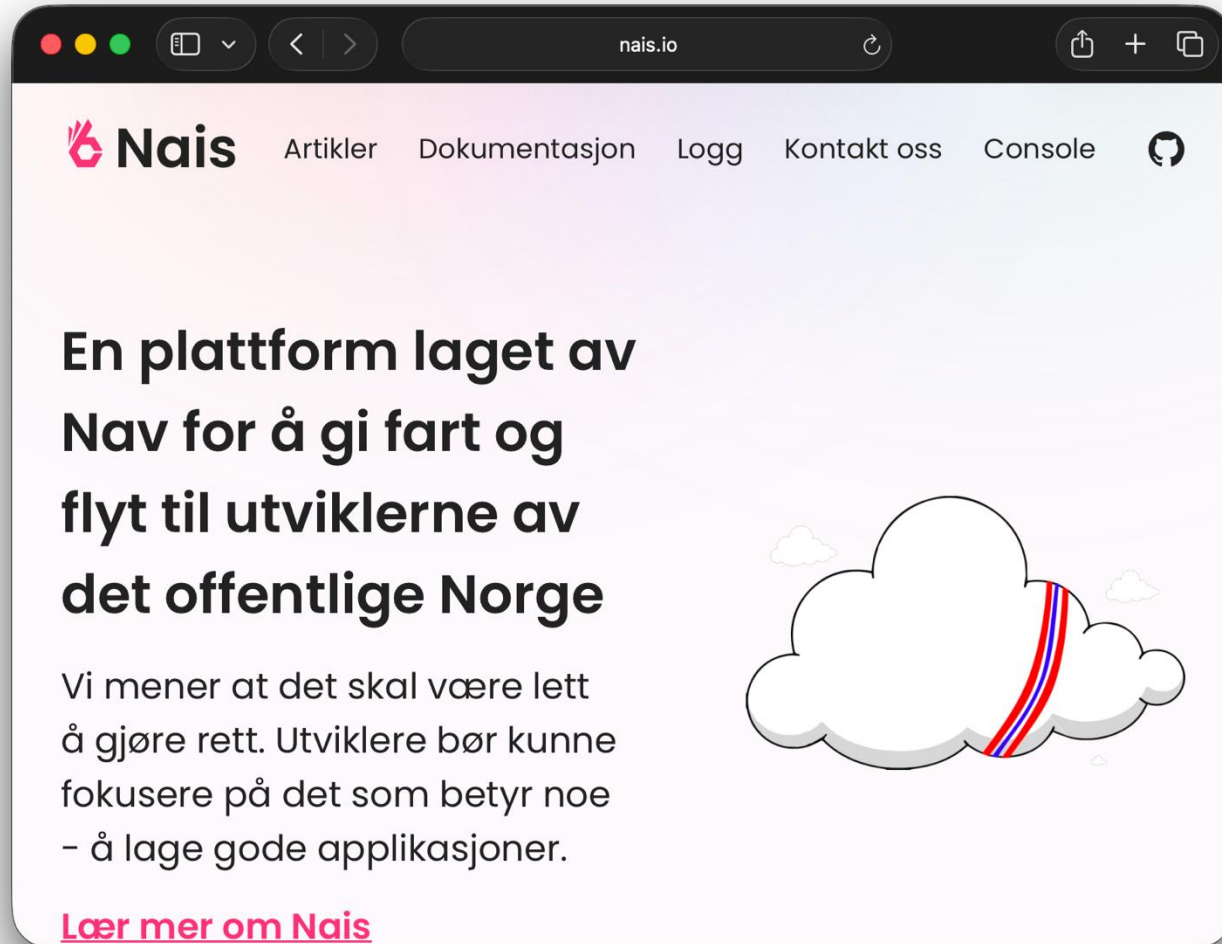 nais.io
Nais
Artikler
Dokumentasjon
Logg
Kontakt oss
Console
En plattform laget av
Nav for å gi fart og
flyt til utviklerne av
det offentlige Norge
Vi mener at det skal være lett
å gjøre rett. Utviklere bør kunne
fokusere på det som betyr noe
- å lage gode applikasjoner.
Lær mer om Nais